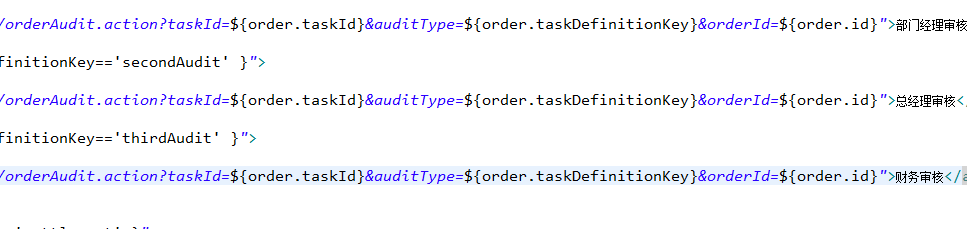 /orderAudit.action?taskId=${order.taskId}&auditType=${order.taskDefinitionKey}&orderId=${order.id}">部门经理审核
finitionKey=='secondAudit' }">
/orderAudit.action?taskId=${order.taskId}&auditType=${order.taskDefinitionKey}&orderId=${order.id}">总经理审核<
finitionKey=='thirdAudit' }">
/orderAudit.action?taskId=${order.taskId}&auditType=${order.taskDefinitionKey}&orderId=${order.id}">财务审核</a